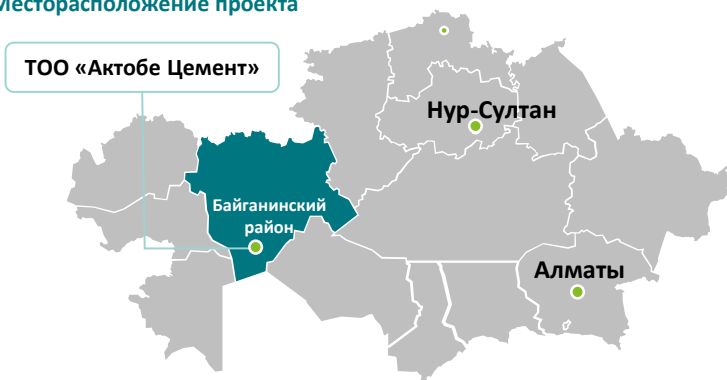 Месторасположение проекта
ТОО «Актобе Цемент»
Нур-Султан
Байганинский
район
Алматы